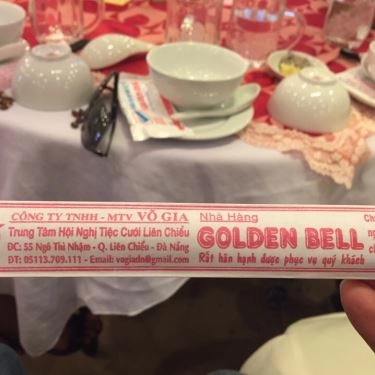 CÔNG TY TNHH - MTV VÕ GIA
Trung Tâm Hội Nghị Tiệc Cưới Liên Chiểu
ĐC: 55 Ngô Thì Nhậm - Q. Liên Chiểu - Đà Nẵng
ĐT: 05113.709.111 - Email: vogiadn@gmail.com
Nhà Hàng
GOLDEN BELL
Rất hân hạnh được phục vụ quý khách